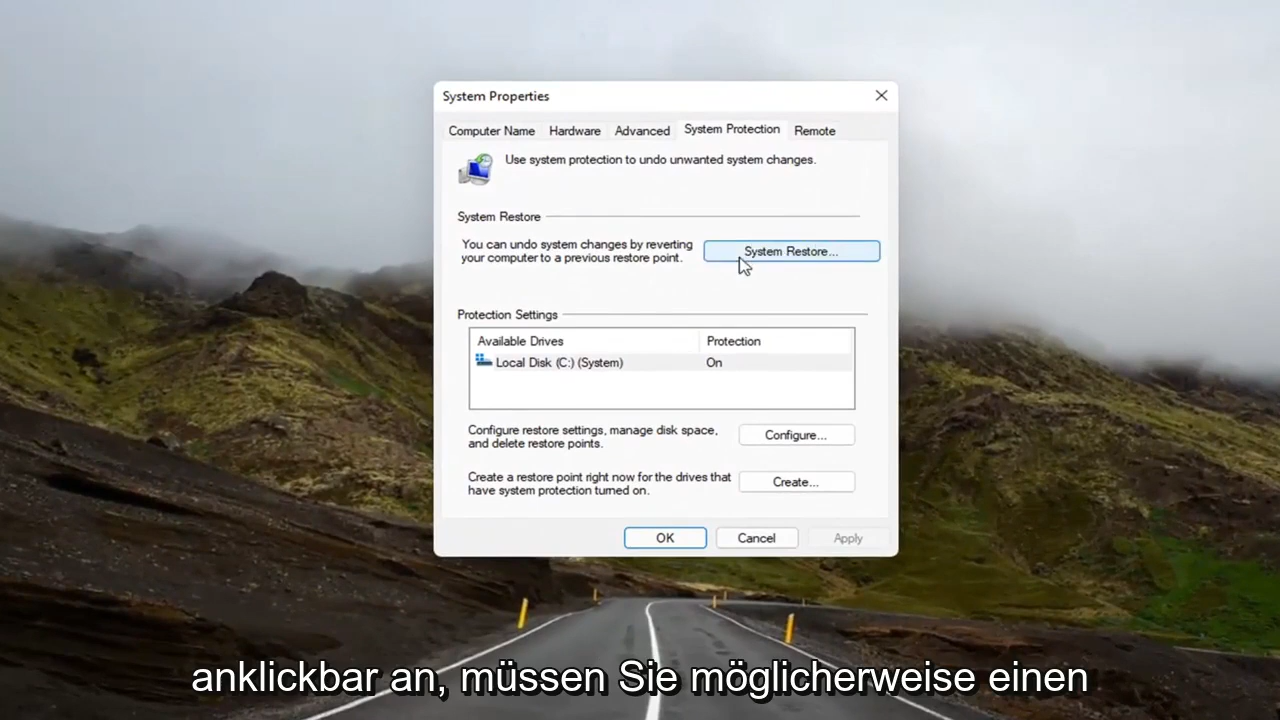 System Properties
Computer Name Hardware Advanced System Protection Remote
Use system protection to undo unwanted system changes.
System Restore
You can undo system changes by reverting
your computer to a previous restore point.
System Restore...
Protection Settings
Available Drives Protection
Local Disk (C:) (System) On
Configure restore settings, manage disk space,
and delete restore points.
Configure...
Create a restore point right now for the drives that
have system protection turned on.
Create...
OK Cancel Apply
anklickbar an, müssen Sie möglicherweise einen